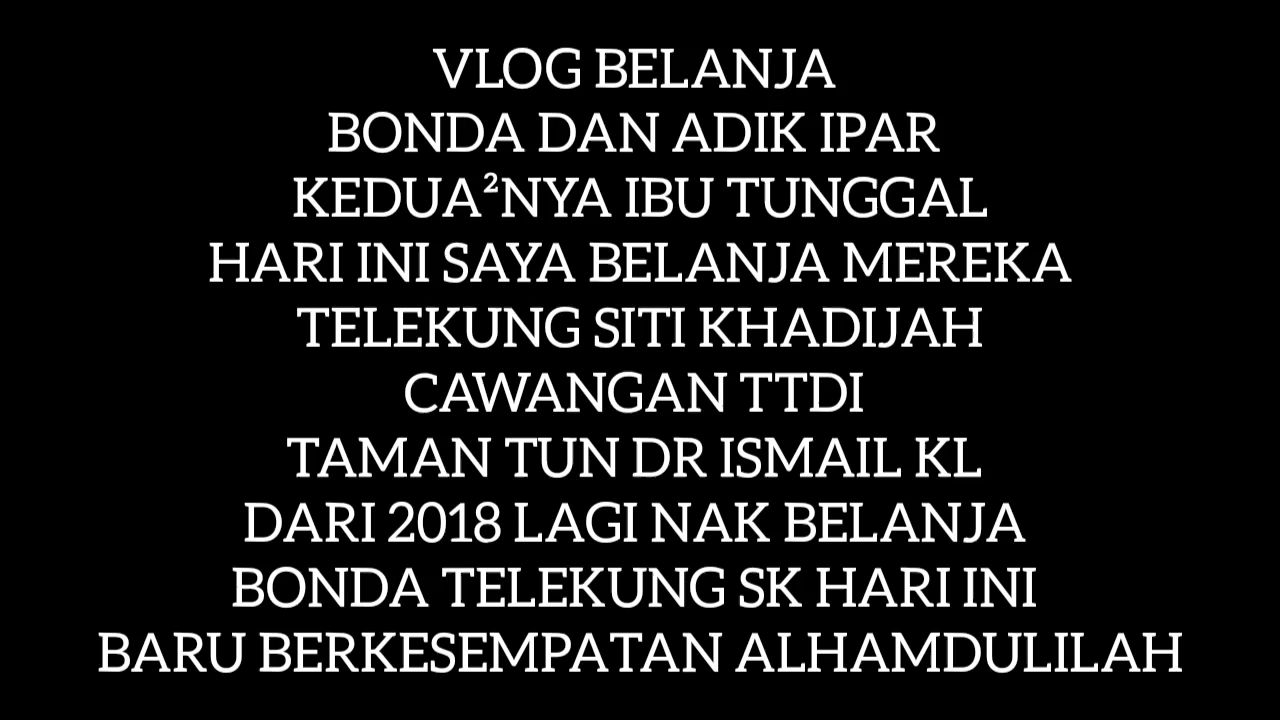 VLOG BELANJA
BONDA DAN ADIK IPAR
KEDUA²NYA IBU TUNGGAL
HARI INI SAYA BELANJA MEREKA
TELEKUNG SITI KHADIJAH
CAWANGAN TTDI
TAMAN TUN DR ISMAIL KL
DARI 2018 LAGI NAK BELANJA
BONDA TELEKUNG SK HARI INI
BARU BERKESEMPATAN ALHAMDULILAH